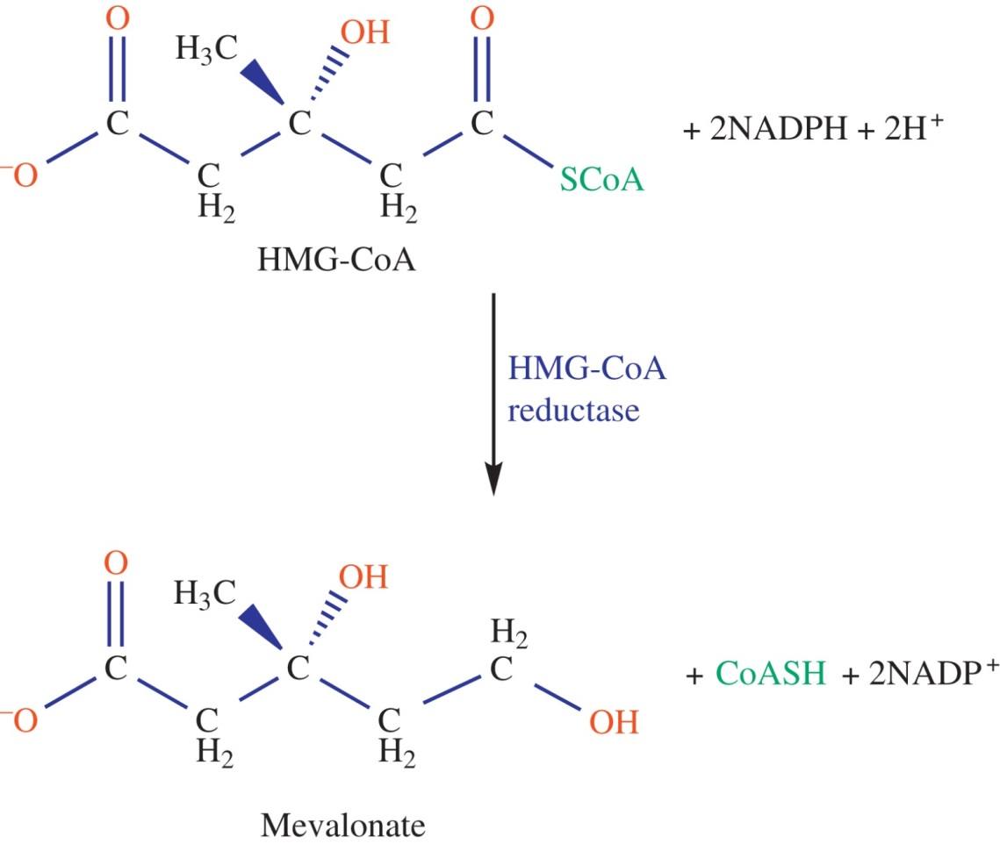 O
H₃C OH O
C C C + 2NADPH + 2H⁺
⁻O C C SCoA
H₂ H₂
HMG-CoA
HMG-CoA
reductase
O
H₃C OH
H₂
C C C + CoASH + 2NADP⁺
⁻O C C OH
H₂ H₂
Mevalonate